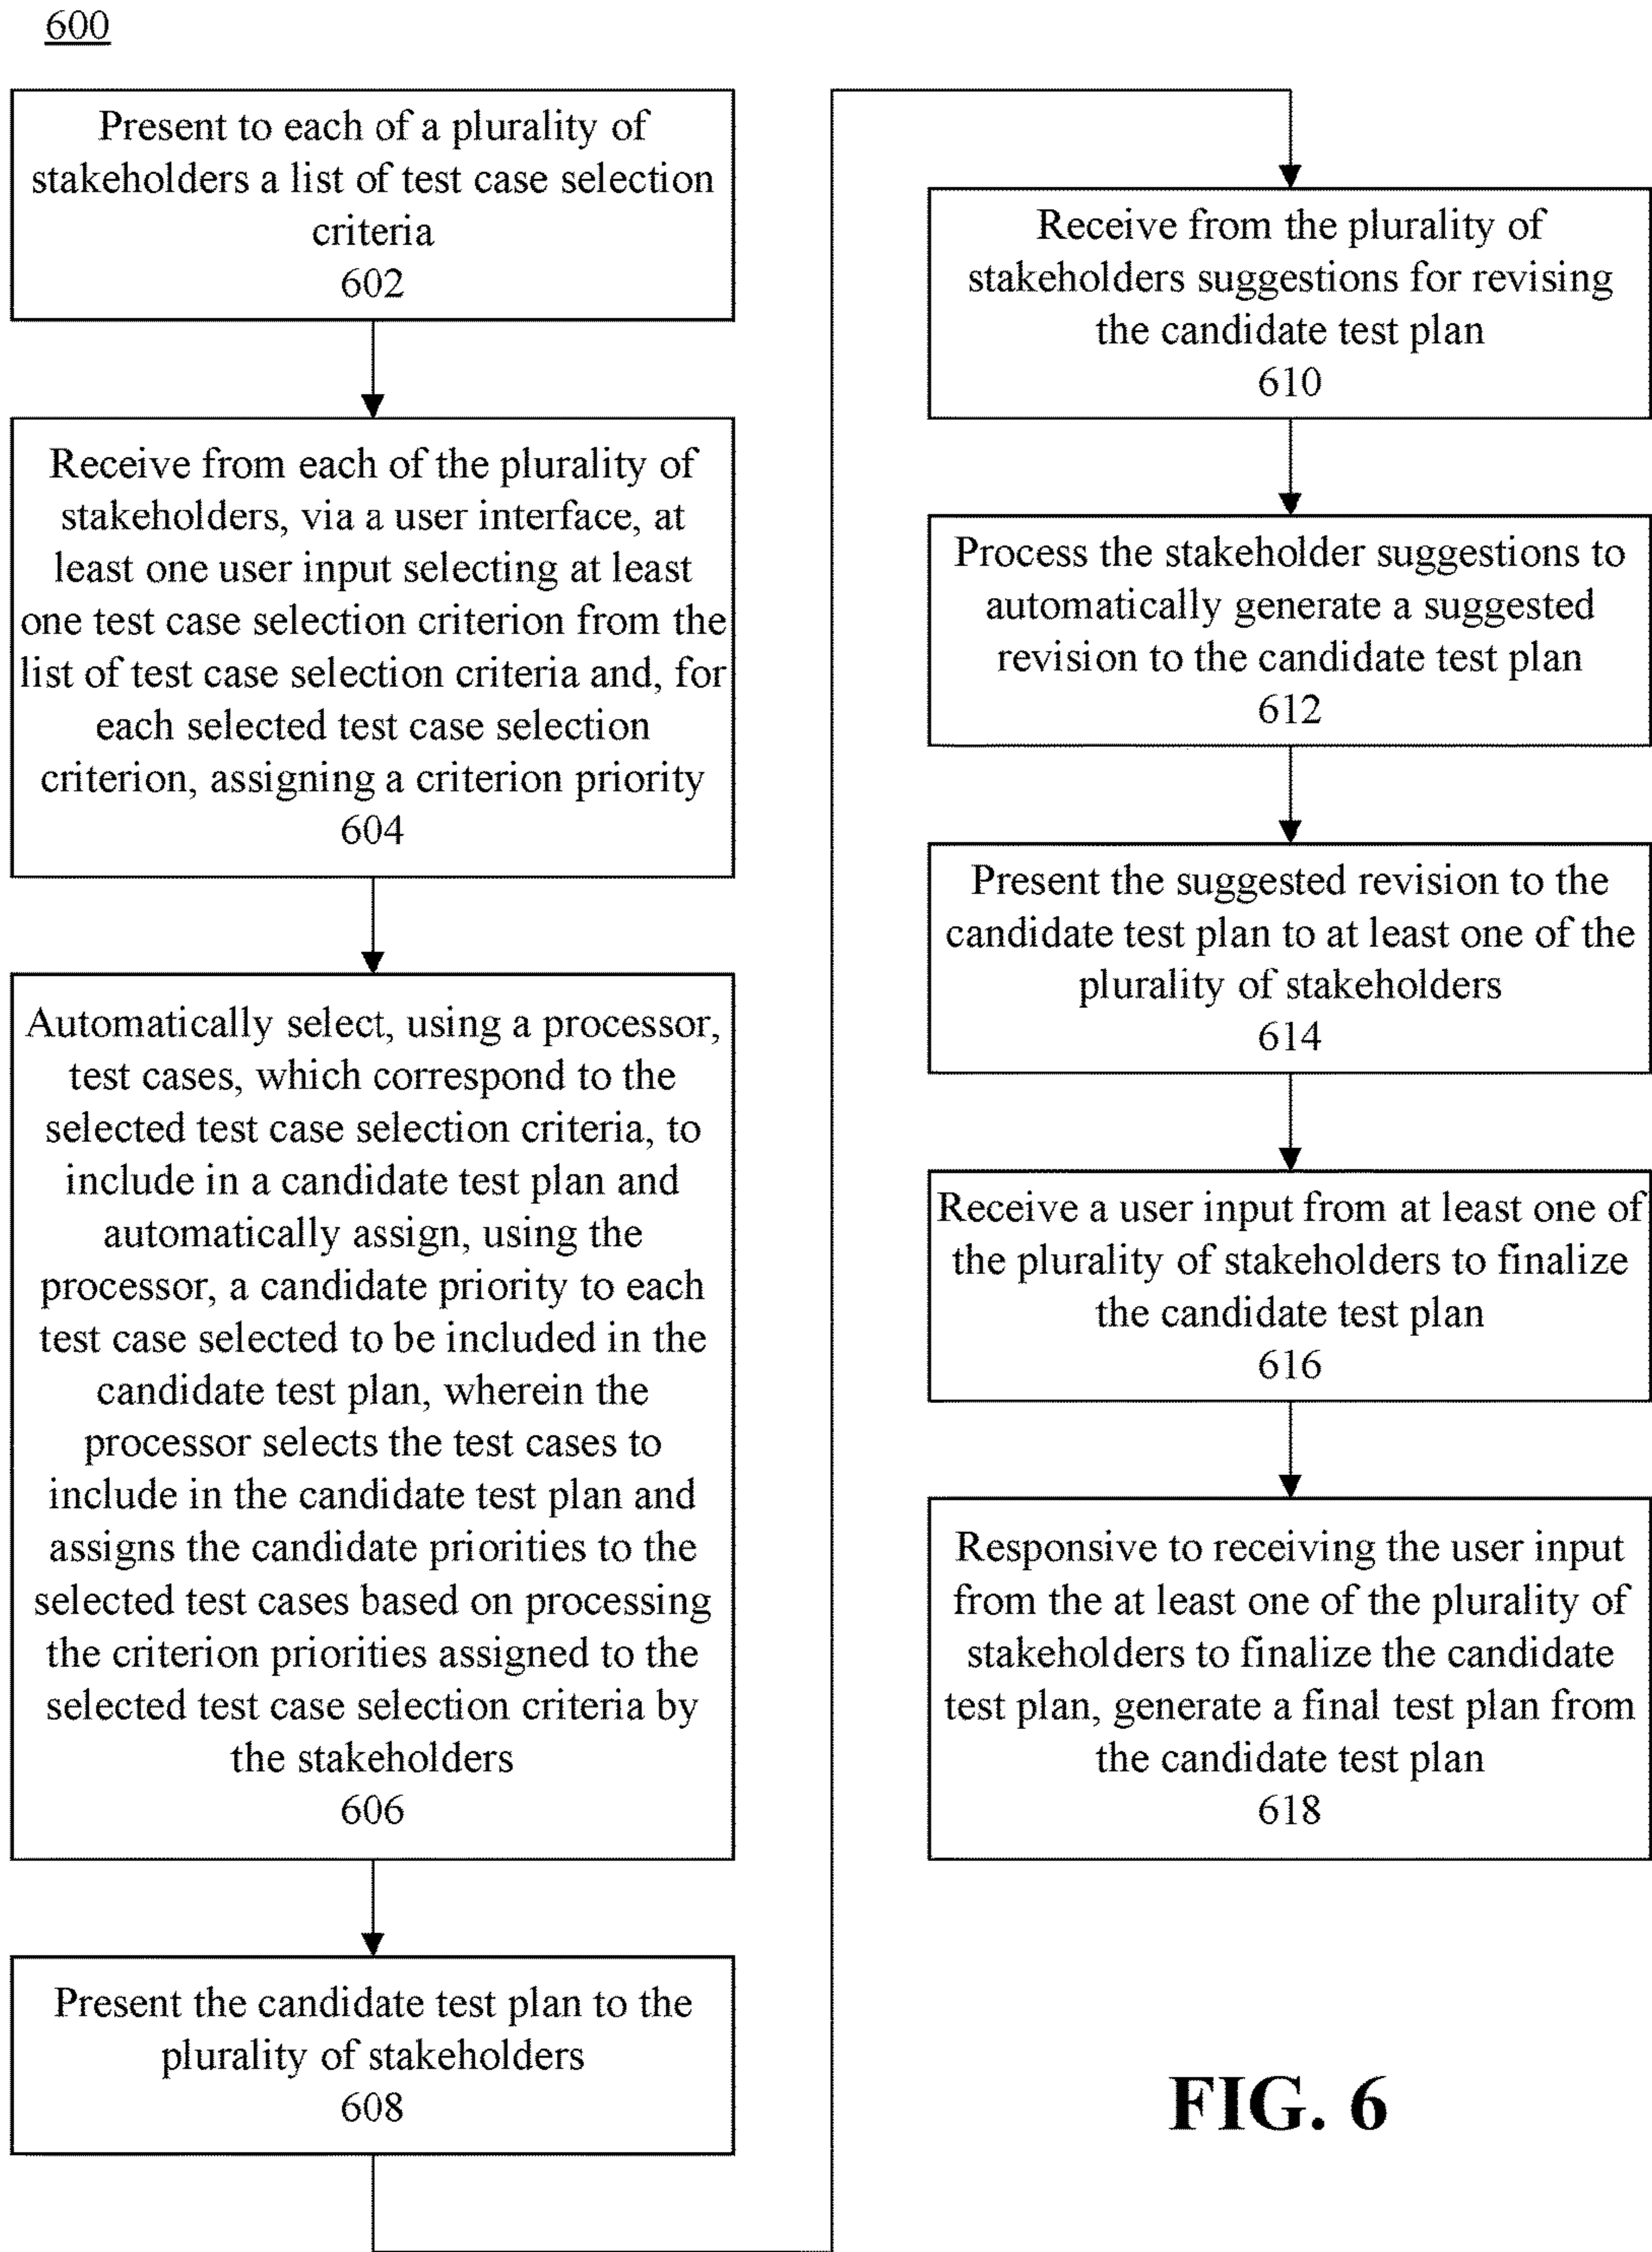 600
Present to each of a plurality of
stakeholders a list of test case selection
criteria
602
Receive from each of the plurality of
stakeholders, via a user interface, at
least one user input selecting at least
one test case selection criterion from the
list of test case selection criteria and, for
each selected test case selection
criterion, assigning a criterion priority
604
Automatically select, using a processor,
test cases, which correspond to the
selected test case selection criteria, to
include in a candidate test plan and
automatically assign, using the
processor, a candidate priority to each
test case selected to be included in the
candidate test plan, wherein the
processor selects the test cases to
include in the candidate test plan and
assigns the candidate priorities to the
selected test cases based on processing
the criterion priorities assigned to the
selected test case selection criteria by
the stakeholders
606
Present the candidate test plan to the
plurality of stakeholders
608
Receive from the plurality of
stakeholders suggestions for revising
the candidate test plan
610
Process the stakeholder suggestions to
automatically generate a suggested
revision to the candidate test plan
612
Present the suggested revision to the
candidate test plan to at least one of the
plurality of stakeholders
614
Receive a user input from at least one of
the plurality of stakeholders to finalize
the candidate test plan
616
Responsive to receiving the user input
from the at least one of the plurality of
stakeholders to finalize the candidate
test plan, generate a final test plan from
the candidate test plan
618
FIG. 6